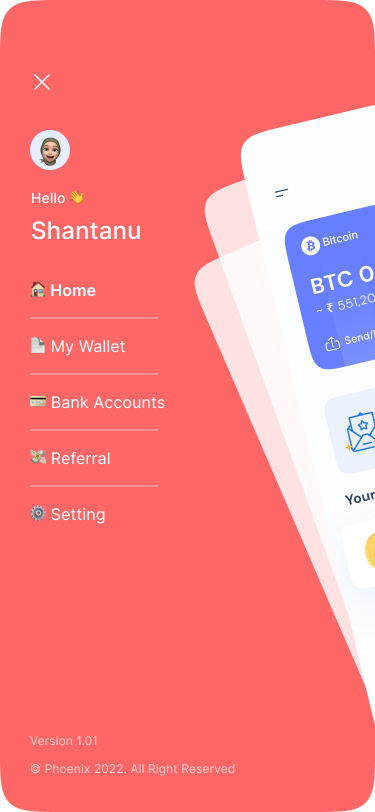 Hello 👋
Shantanu
Home
My Wallet
Bank Accounts
Referral
Setting
Bitcoin
BTC
~ ₹ 551,20
Send/
Your
Version 1.01
© Phoenix 2022. All Right Reserved